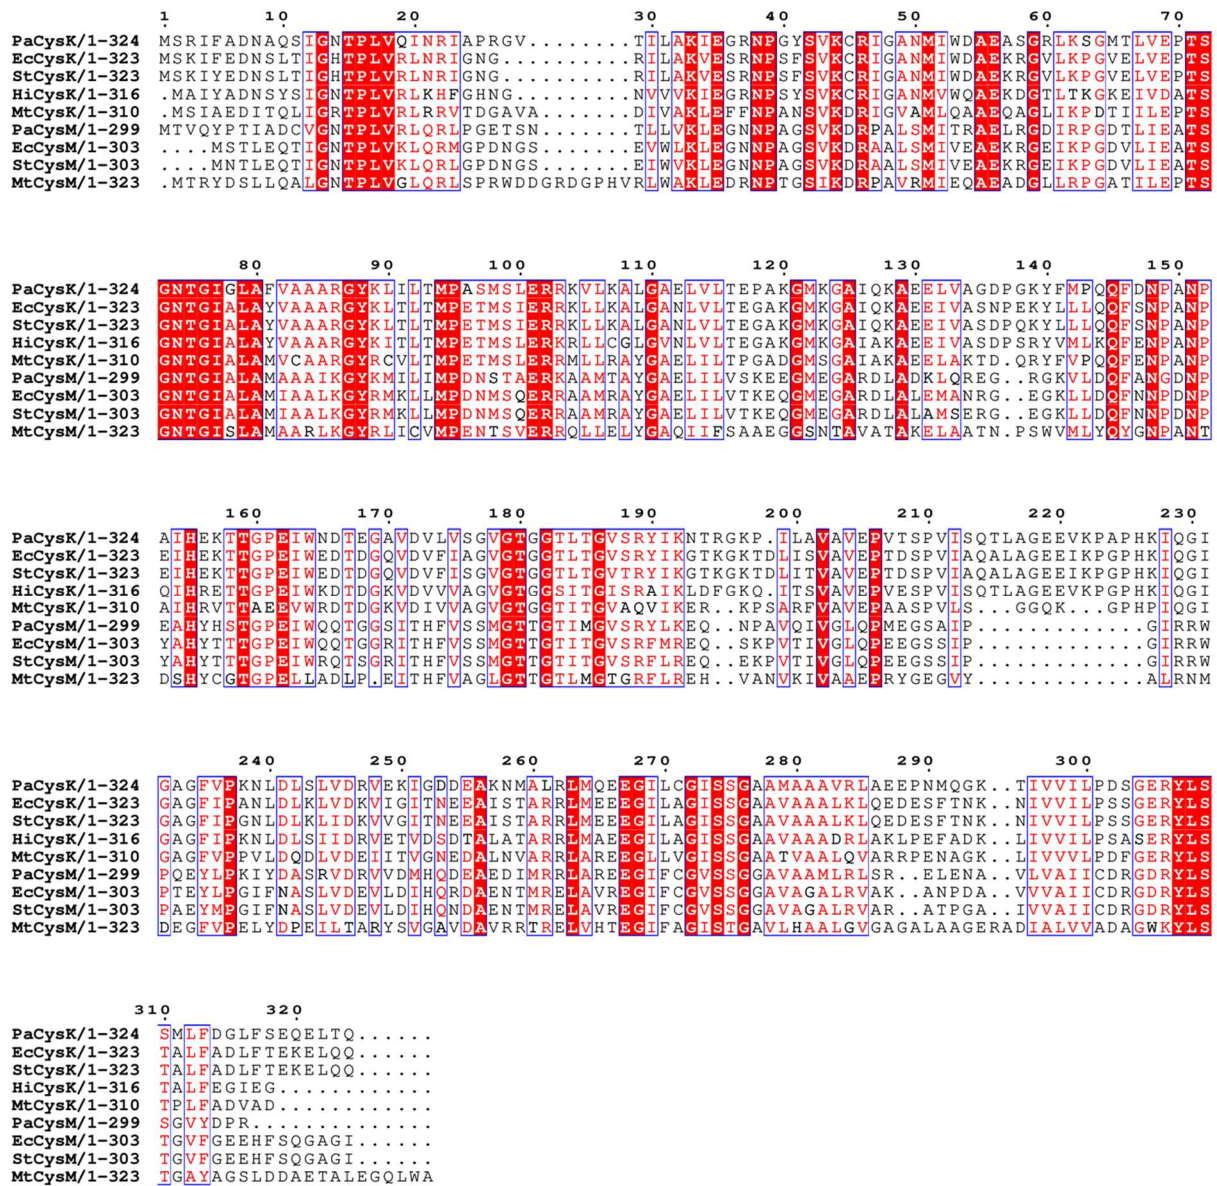 1 10 20 30 40 50 60 70
PaCysK/1-324 MSRIFADNAQSIGNTPLVQINRIAPRGV........TILAKIEGRNPGYSVKCRIGANMIWDAEASGRLKSGMTLVEPTS
EcCysK/1-323 MSKIFEDNSLTIGHTPLVRLNRIGNG..........RILAKVESRNPSFSVKCRIGANMIWDAEKRGVLKPGVELVEPTS
StCysK/1-323 MSKIYEDNSLTIGHTPLVRLNRIGNG..........RILAKVESRNPSFSVKCRIGANMIWDAEKRGVLKPGVELVEPTS
HiCysK/1-316 .MAIYADNSYSIGNTPLVRLKHFGHNG.........NVVVKIEGRNPSYSVKCRIGANMVWQAEKDGTLTKGKEIVDATS
MtCysK/1-310 .MSIAEDITQLIGRTPLVRLRRVTDGAVA.......DIVAKLEFFNPANSVKDRIGVAMLQAAEQAGLIKPDTIILEPTS
PaCysM/1-299 MTVQYPTIADCVGNTPLVRLQRLPGETSN.......TLLVKLEGNNPAGSVKDRPALSMITRAELRGDIRPGDTLIEATS
EcCysM/1-303 ....MSTLEQTIGNTPLVKLQRMGPDNGS.......EVWLKLEGNNPAGSVKDRAALSMIVEAEKRGEIKPGDVLIEATS
StCysM/1-303 ....MNTLEQTIGNTPLVKLQRLGPDNGS.......EIWVKLEGNNPAGSVKDRAALSMIVEAEKRGEIKPGDVLIEATS
MtCysM/1-323 .MTRYDSLLQALGNTPLVGLQRLSPRWDDGRDGPHVRLWAKLEDRNPTGSIKDRPAVRMIEQAEADGLLRPGATILEPTS
80 90 100 110 120 130 140 150
PaCysK/1-324 GNTGIGLAFVAAARGYKLILTMPASMSLERRKVLKALGAELVLTEPAKGMKGAIQKAEELVAGDPGKYFMPQQFDNPANP
EcCysK/1-323 GNTGIALAYVAAARGYKLTLTMPETMSIERRKLLKALGANLVLTEGAKGMKGAIQKAEEIVASNPEKYLLLQQFSNPANP
StCysK/1-323 GNTGIALAYVAAARGYKLTLTMPETMSIERRKLLKALGANLVLTEGAKGMKGAIQKAEEIVASDPQKYLLLQQFSNPANP
HiCysK/1-316 GNTGIALAYVAAARGYKITLTMPETMSLERKRLLCGLGVNLVLTEGAKGMKGAIAKAEEIVASDPSRYVMLKQFENPANP
MtCysK/1-310 GNTGIALAMVCAARGYRCVLTMPETMSLERRMLLRAYGAELILTPGADGMSGAIAKAEELAKTD.QRYFVPQQFENPANP
PaCysM/1-299 GNTGIALAMAAAIKGYKMILIMPDNSTAERKAAMTAYGAELILVSKEEGMEGARDLADKLQREG..RGKVLDQFANGDNP
EcCysM/1-303 GNTGIALAMIAALKGYRMKLLMPDNMSQERRAAMRAYGAELILVTKEQGMEGARDLALEMANRG..EGKLLDQFNNPDNP
StCysM/1-303 GNTGIALAMIAALKGYRMKLLMPDNMSQERRAAMRAYGAELILVTKEQGMEGARDLALAMSERG..EGKLLDQFNNPDNP
MtCysM/1-323 GNTGISLAMAARLKGYRLICVMPENTSVERRQLLELYGAQIIFSAAEGGSNTAVATAKELAATN.PSWVMLYQYGNPANT
160 170 180 190 200 210 220 230
PaCysK/1-324 AIHEKTTGPEIWNDTEGAVDVLVSGVGTGGTLTGVSRYIKNTRGKP.ILAVAVEPVTSPVISQTLAGEEVKPAPHKIQGI
EcCysK/1-323 EIHEKTTGPEIWEDTDGQVDVFIAGVGTGGTLTGVSRYIKGTKGKTDLISVAVEPTDSPVIAQALAGEEIKPGPHKIQGI
StCysK/1-323 EIHEKTTGPEIWEDTDGQVDVFISGVGTGGTLTGVTRYIKGTKGKTDLITVAVEPTDSPVIAQALAGEEIKPGPHKIQGI
HiCysK/1-316 QIHRETTGPEIWKDTDGKVDVVVAGVGTGGSITGISRAIKLDFGKQ.ITSVAVEPVESPVISQTLAGEEVKPGPHKIQGI
MtCysK/1-310 AIHRVTTAEEVWRDTDGKVDIVVAGVGTGGTITGVAQVIKER..KPSARFVAVEPAASPVLS...GGQK...GPHPIQGI
PaCysM/1-299 EAHYHSTGPEIWQQTGGSITHFVSSMGTTGTIMGVSRYLKEQ..NPAVQIVGLQPMEGSAIP.............GIRRW
EcCysM/1-303 YAHYTTTGPEIWQQTGGRITHFVSSMGTTGTITGVSRFMREQ..SKPVTIVGLQPEEGSSIP.............GIRRW
StCysM/1-303 YAHYTTTGPEIWRQTSGRITHFVSSMGTTGTITGVSRFLREQ..EKPVTIVGLQPEEGSSIP.............GIRRW
MtCysM/1-323 DSHYCGTGPELLADLP.EITHFVAGLGTTGTLMGTGRFLREH..VANVKIVAAEPRYGEGVY.............ALRNM
240 250 260 270 280 290 300
PaCysK/1-324 GAGFVPKNLDLSLVDRVEKIGDDEAKNMALRLMQEEGILCGISSGAAMAAAVRLAEEPNMQGK..TIVVILPDSGERYLS
EcCysK/1-323 GAGFIPANLDLKLVDKVIGITNEEAISTARRLMEEEGILAGISSGAAVAAALKLQEDESFTNK..NIVVILPSSGERYLS
StCysK/1-323 GAGFIPGNLDLKLIDKVVGITNEEAISTARRLMEEEGILAGISSGAAVAAALKLQEDESFTNK..NIVVILPSSGERYLS
HiCysK/1-316 GAGFIPKNLDLSIIDRVETVDSDTALATARRLMAEEGILAGISSGAAVAAADRLAKLPEFADK..LIVVILPSASERYLS
MtCysK/1-310 GAGFVPPVLDQDLVDEIITVGNEDALNVARRLAREEGLLVGISSGAATVAALQVARRPENAGK..LIVVVLPDFGERYLS
PaCysM/1-299 PQEYLPKIYDASRVDRVVDMHQDEAEDIMRRLAREEGIFCGVSSGGAVAAMLRLSR..ELENA..VLVAIICDRGDRYLS
EcCysM/1-303 PTEYLPGIFNASLVDEVLDIHQRDAENTMRELAVREGIFCGVSSGGAVAGALRVAK..ANPDA..VVVAIICDRGDRYLS
StCysM/1-303 PAEYMPGIFNASLVDEVLDIHQNDAENTMRELAVREGIFCGVSSGGAVAGALRVAR..ATPGA..IVVAIICDRGDRYLS
MtCysM/1-323 DEGFVPELYDPEILTARYSVGAVDAVRRTRELVHTEGIFAGISTGAVLHAALGVGAGALAAGERADIALVVADAGWKYLS
310 320
PaCysK/1-324 SMLFDGLFSEQELTQ......
EcCysK/1-323 TALFADLFTEKELQQ......
StCysK/1-323 TALFADLFTEKELQQ......
HiCysK/1-316 TALFEGIEG............
MtCysK/1-310 TPLFADVAD............
PaCysM/1-299 SGVYDPR..............
EcCysM/1-303 TGVFGEEHFSQGAGI......
StCysM/1-303 TGVFGEEHFSQGAGI......
MtCysM/1-323 TGAYAGSLDDAETALEGQLWA